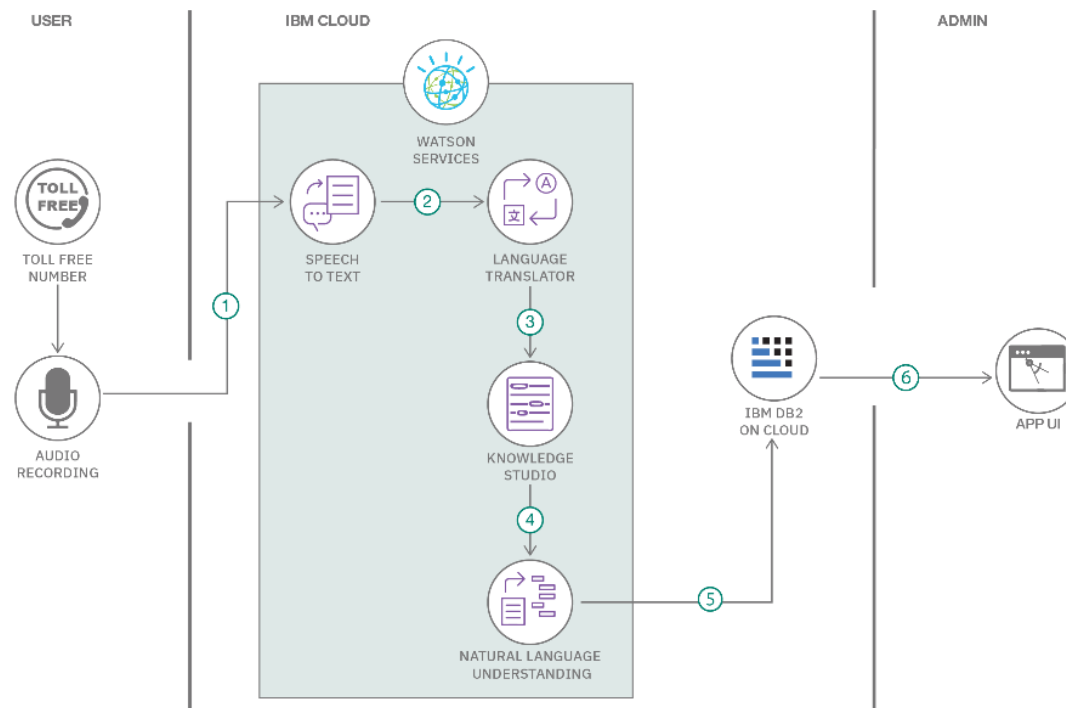 USER
IBM CLOUD
ADMIN
WATSON
SERVICES
TOLL
FREE
TOLL FREE
NUMBER
1
AUDIO
RECORDING
SPEECH
TO TEXT
2
A
文
LANGUAGE
TRANSLATOR
3
KNOWLEDGE
STUDIO
4
NATURAL LANGUAGE
UNDERSTANDING
5
IBM DB2
ON CLOUD
6
APP UI